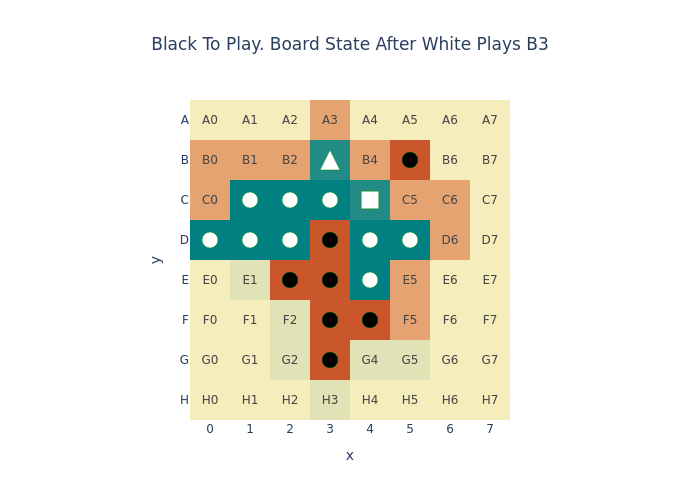 Black To Play. Board State After White Plays B3
A A0 A1 A2 A3 A4 A5 A6 A7
B B0 B1 B2 B4 B6 B7
C C0 C5 C6 C7
D D6 D7
E E0 E1 E5 E6 E7
F F0 F1 F2 F5 F6 F7
G G0 G1 G2 G4 G5 G6 G7
H H0 H1 H2 H3 H4 H5 H6 H7
0 1 2 3 4 5 6 7
x
y